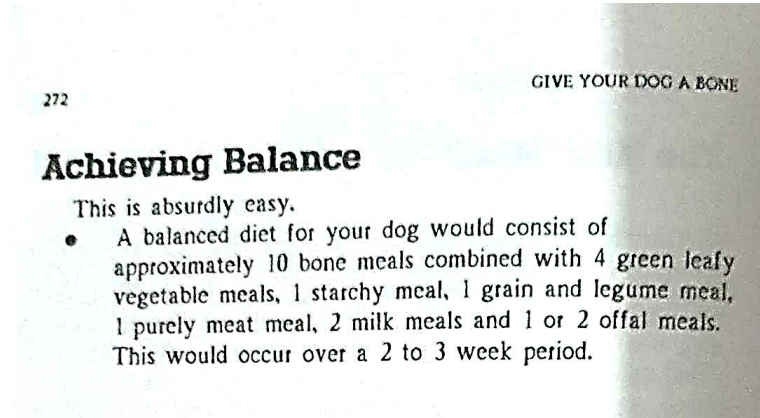 GIVE YOUR DOG A BONE
272
Achieving Balance
This is absurdly easy.
• A balanced diet for your dog would consist of
approximately 10 bone meals combined with 4 green leafy
vegetable meals, 1 starchy meal, 1 grain and legume meal,
1 purely meat meal, 2 milk meals and 1 or 2 offal meals.
This would occur over a 2 to 3 week period.